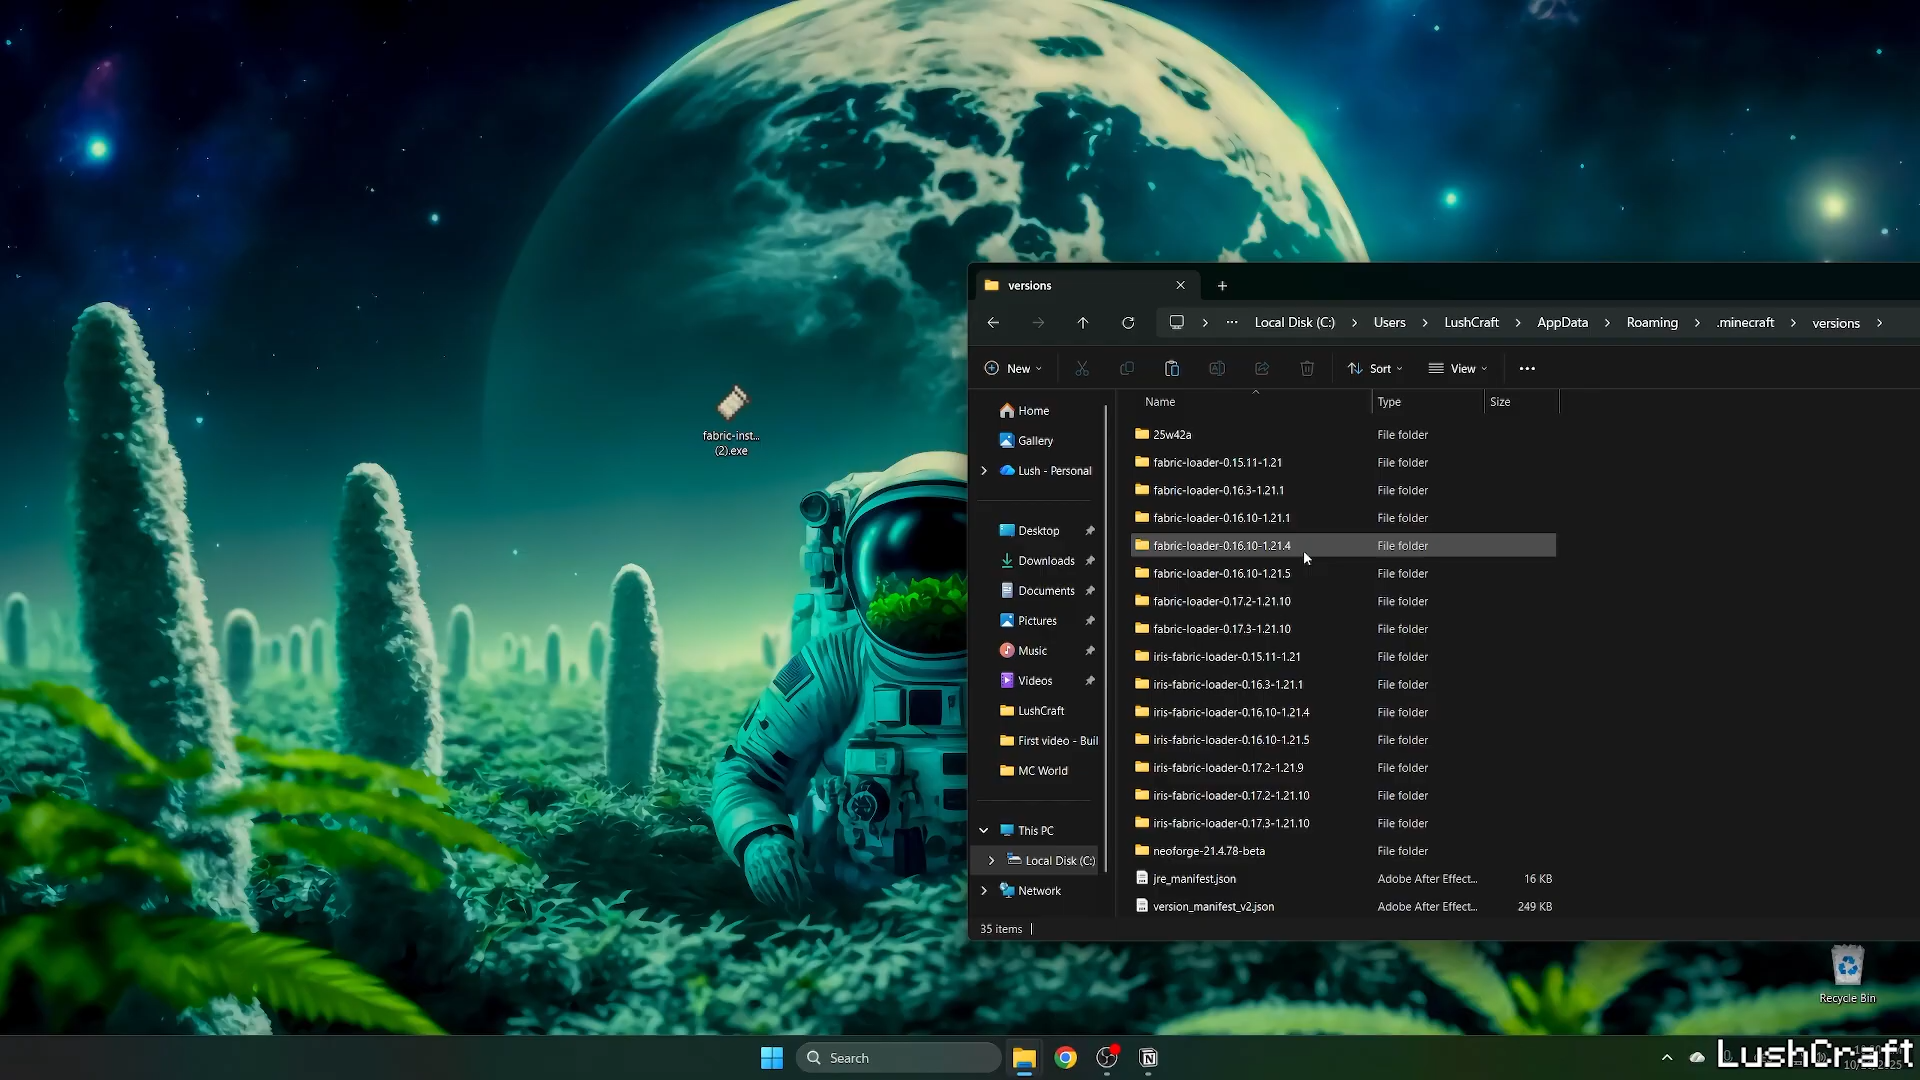 fabric-inst...
(2).exe
versions
Local Disk (C:)
Users
LushCraft
AppData
Roaming
.minecraft
versions
New
Sort
View
Name
Type
Size
Home
Gallery
Lush - Personal
Desktop
Downloads
Documents
Pictures
Music
Videos
LushCraft
First video - Buil
MC World
This PC
Local Disk (C:)
Network
25w42a File folder
fabric-loader-0.15.11-1.21 File folder
fabric-loader-0.16.3-1.21.1 File folder
fabric-loader-0.16.10-1.21.1 File folder
fabric-loader-0.16.10-1.21.4 File folder
fabric-loader-0.16.10-1.21.5 File folder
fabric-loader-0.17.2-1.21.10 File folder
fabric-loader-0.17.3-1.21.10 File folder
iris-fabric-loader-0.15.11-1.21 File folder
iris-fabric-loader-0.16.3-1.21.1 File folder
iris-fabric-loader-0.16.10-1.21.4 File folder
iris-fabric-loader-0.16.10-1.21.5 File folder
iris-fabric-loader-0.17.2-1.21.9 File folder
iris-fabric-loader-0.17.2-1.21.10 File folder
iris-fabric-loader-0.17.3-1.21.10 File folder
neoforge-21.4.78-beta File folder
jre_manifest.json Adobe After Effect... 16 KB
version_manifest_v2.json Adobe After Effect... 249 KB
35 items
Recycle Bin
Search
LushCraft